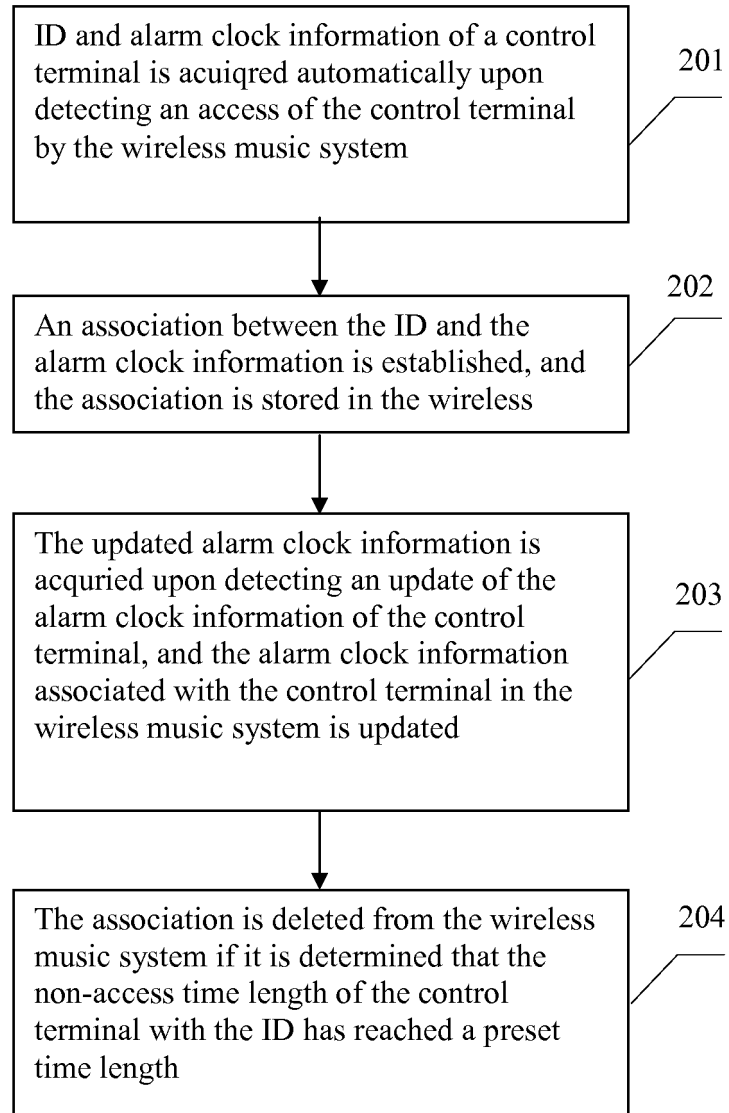 ID and alarm clock information of a control
terminal is acuiqred automatically upon
detecting an access of the control terminal
by the wireless music system
201
An association between the ID and the
alarm clock information is established, and
the association is stored in the wireless
202
The updated alarm clock information is
acquried upon detecting an update of the
alarm clock information of the control
terminal, and the alarm clock information
associated with the control terminal in the
wireless music system is updated
203
The association is deleted from the wireless
music system if it is determined that the
non-access time length of the control
terminal with the ID has reached a preset
time length
204